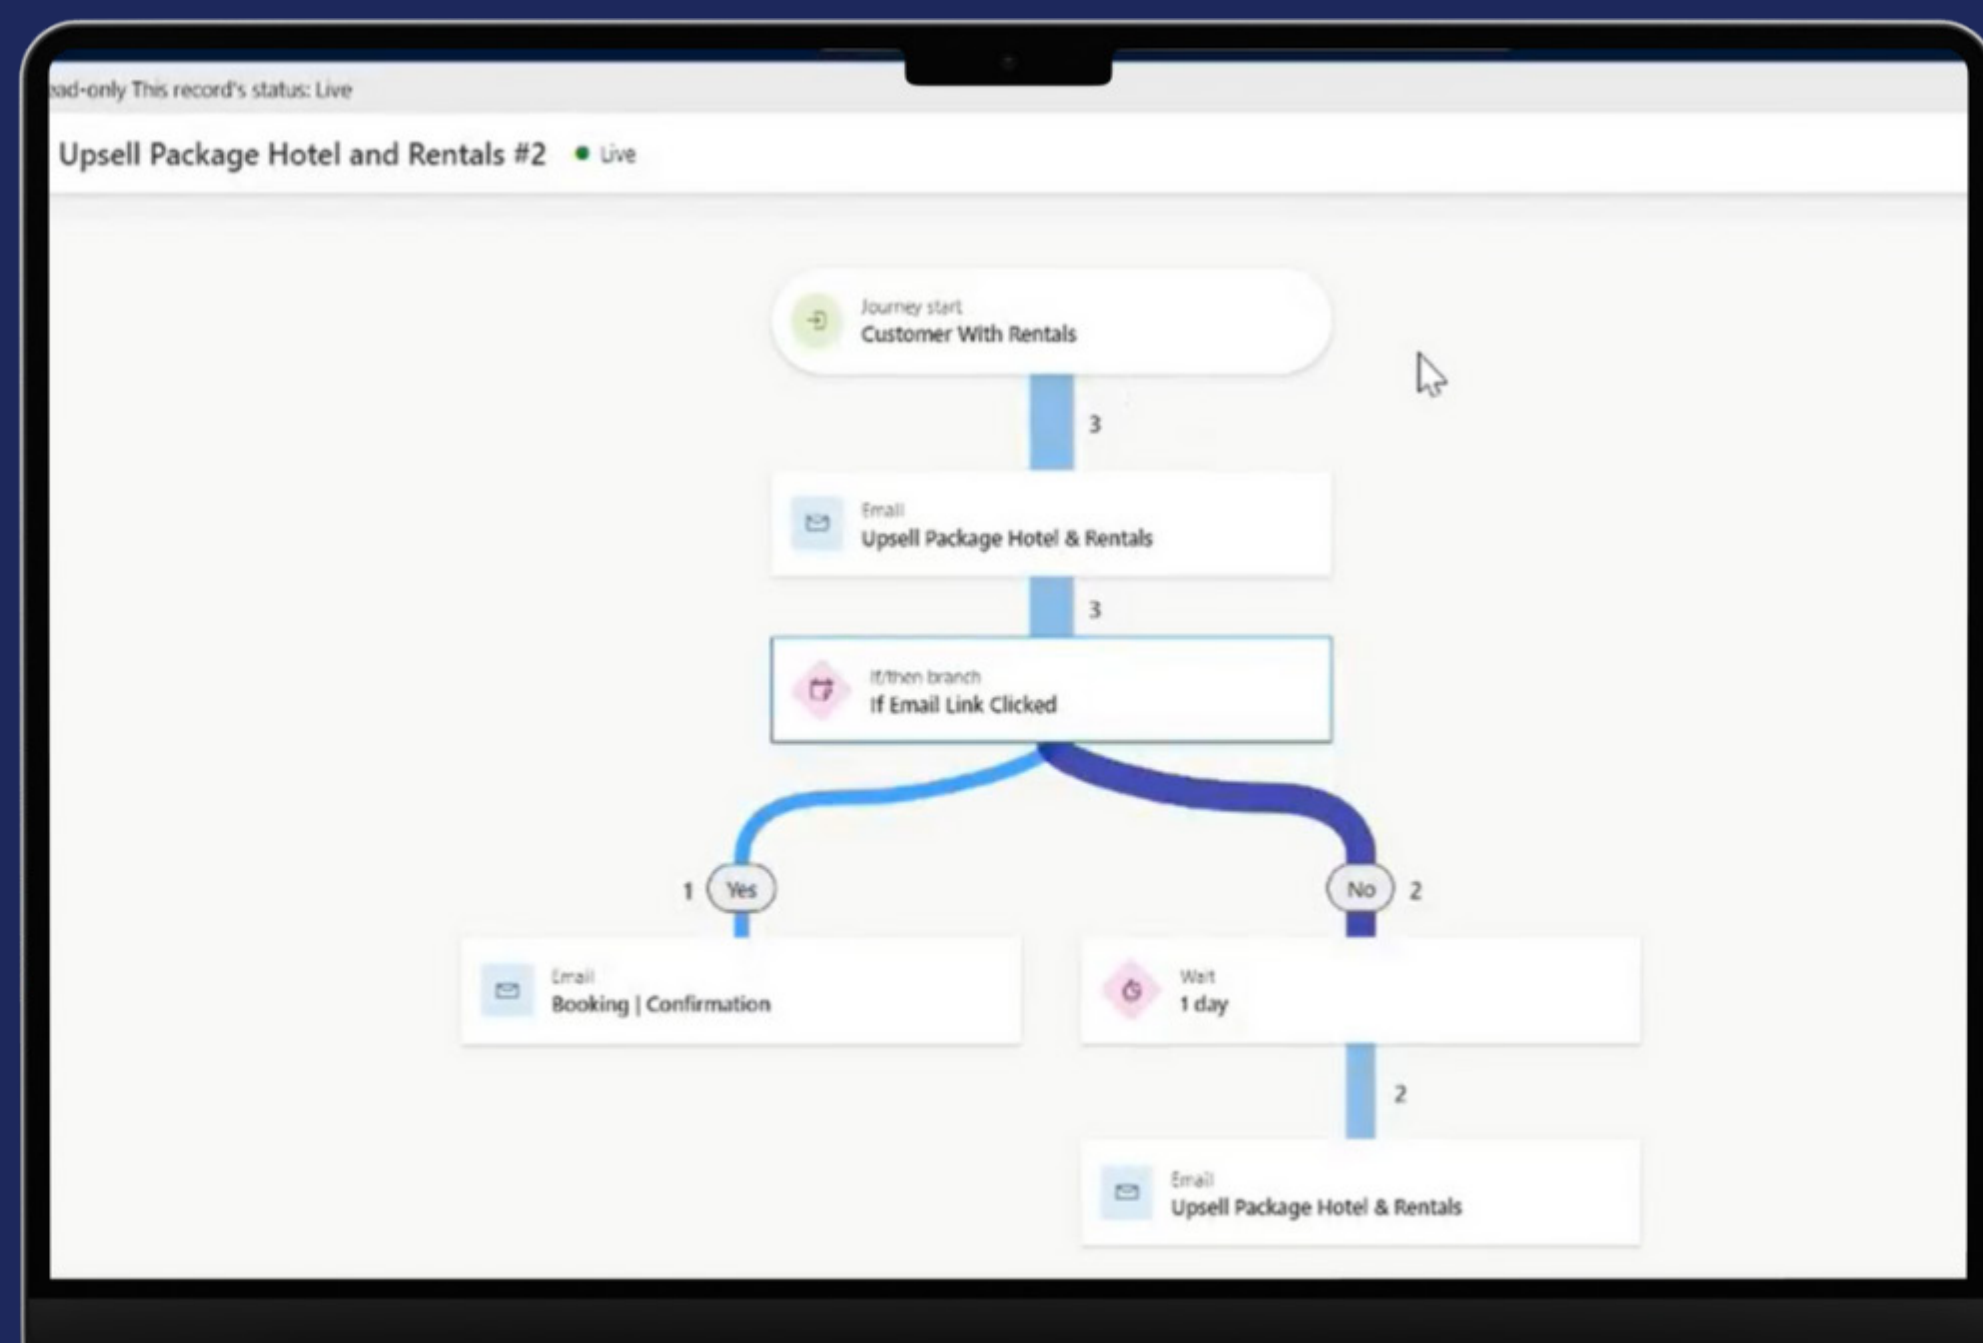 ead-only This record's status: Live
Upsell Package Hotel and Rentals #2
Live
Journey start
Customer With Rentals
3
Email
Upsell Package Hotel & Rentals
3
If/then branch
If Email Link Clicked
1
Yes
No
2
Email
Booking | Confirmation
Wait
1 day
2
Email
Upsell Package Hotel & Rentals